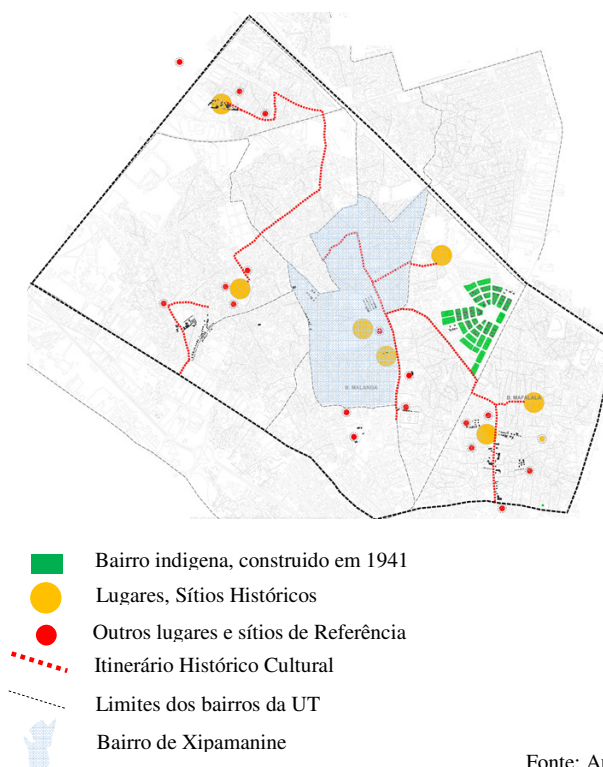 B. MALANGA
B. MAFALALA
Bairro indigena, construido em 1941
Lugares, Sítios Históricos
Outros lugares e sítios de Referência
Itinerário Histórico Cultural
Limites dos bairros da UT
Bairro de Xipamanine
Fonte: